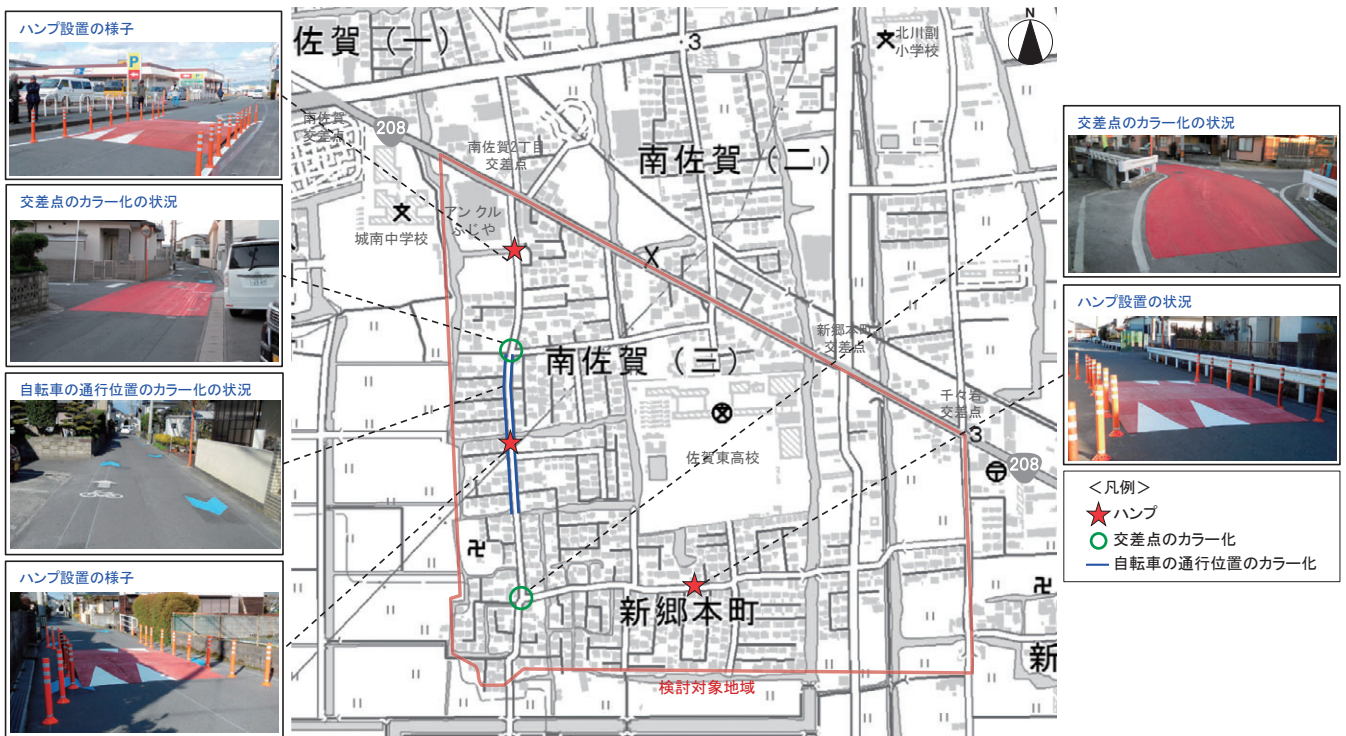 ハンプ設置の様子
P
交差点のカラー化の状況
自転車の通行位置のカラー化の状況
ハンプ設置の様子
佐賀(一)
3
北川副
小学校
N
南佐賀
交差点
208
南佐賀2丁目
交差点
南佐賀(二)
アンクル
ふじや
城南中学校
新郷本町
交差点
南佐賀(三)
千々岩
交差点
3
佐賀東高校
208
新郷本町
新
検討対象地域
交差点のカラー化の状況
ハンプ設置の状況
<凡例>
ハンプ
交差点のカラー化
自転車の通行位置のカラー化